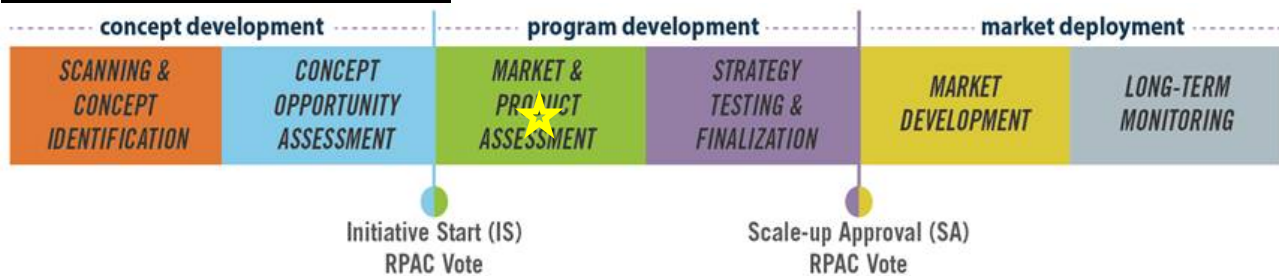 concept development
program development
market deployment
SCANNING &
CONCEPT
IDENTIFICATION
CONCEPT
OPPORTUNITY
ASSESSMENT
MARKET &
PRODUCT
ASSESSMENT
STRATEGY
TESTING &
FINALIZATION
MARKET
DEVELOPMENT
LONG-TERM
MONITORING
Initiative Start (IS)
RPAC Vote
Scale-up Approval (SA)
RPAC Vote